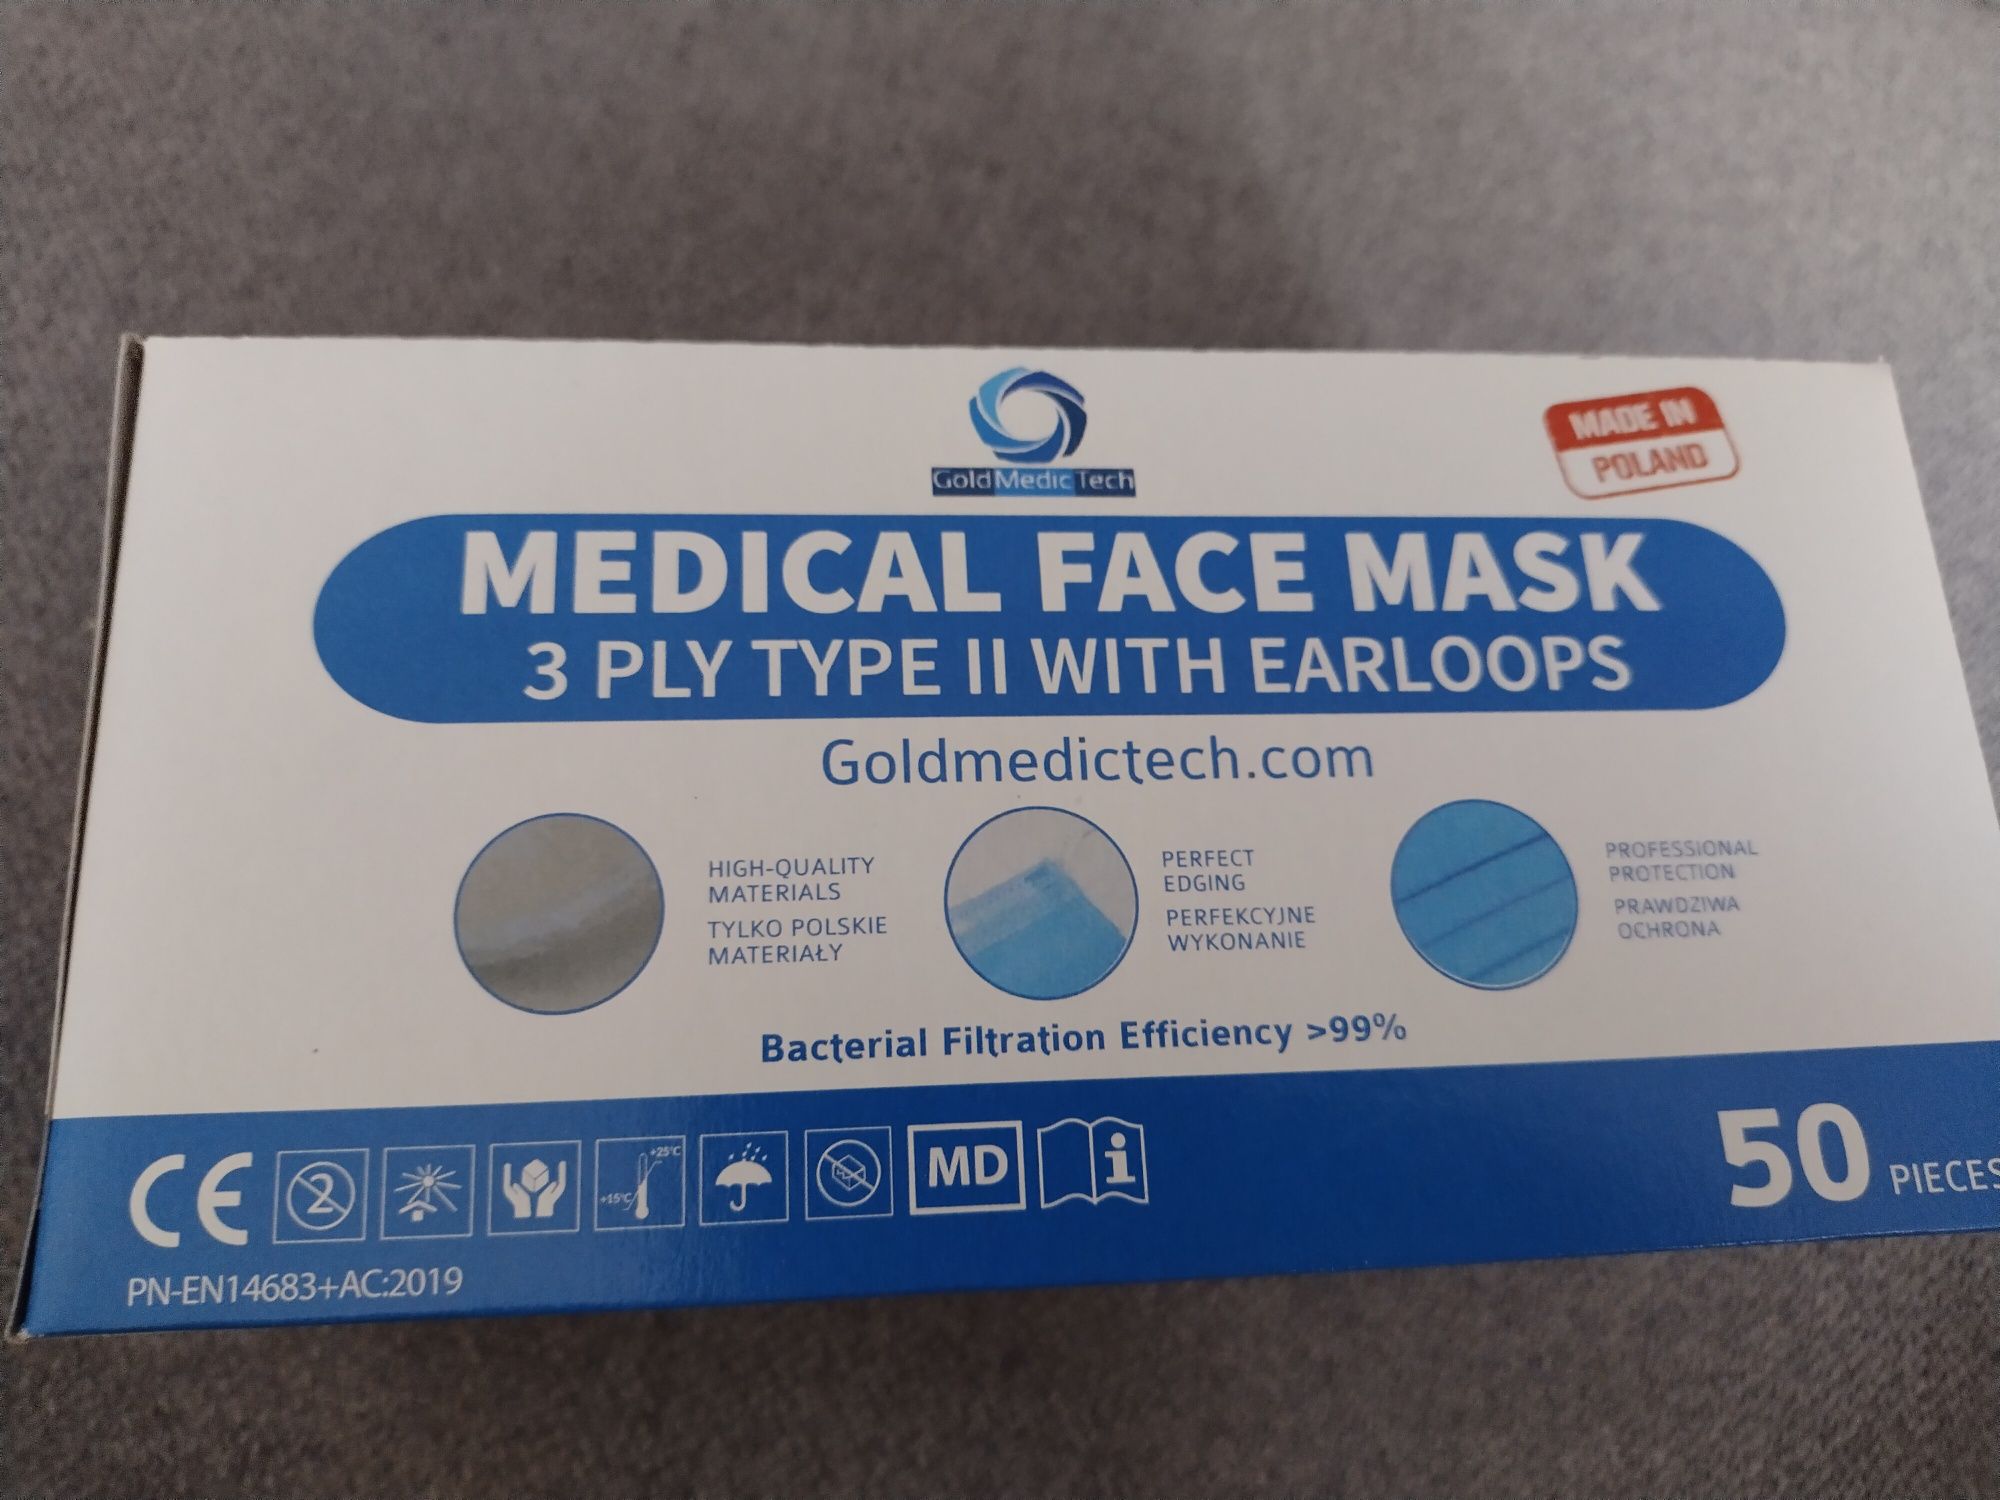 GoldMedicTech
MADE IN
POLAND
MEDICAL FACE MASK
3 PLY TYPE II WITH EARLOOPS
Goldmedictech.com
HIGH-QUALITY
MATERIALS
TYLKO POLSKIE
MATERIAŁY
PERFECT
EDGING
PERFEKCYJNE
WYKONANIE
PROFESSIONAL
PROTECTION
PRAWDZIWA
OCHRONA
Bacterial Filtration Efficiency >99%
CE
2
+15°C
+25°C
MD
i
50 PIECES
PN-EN14683+AC:2019